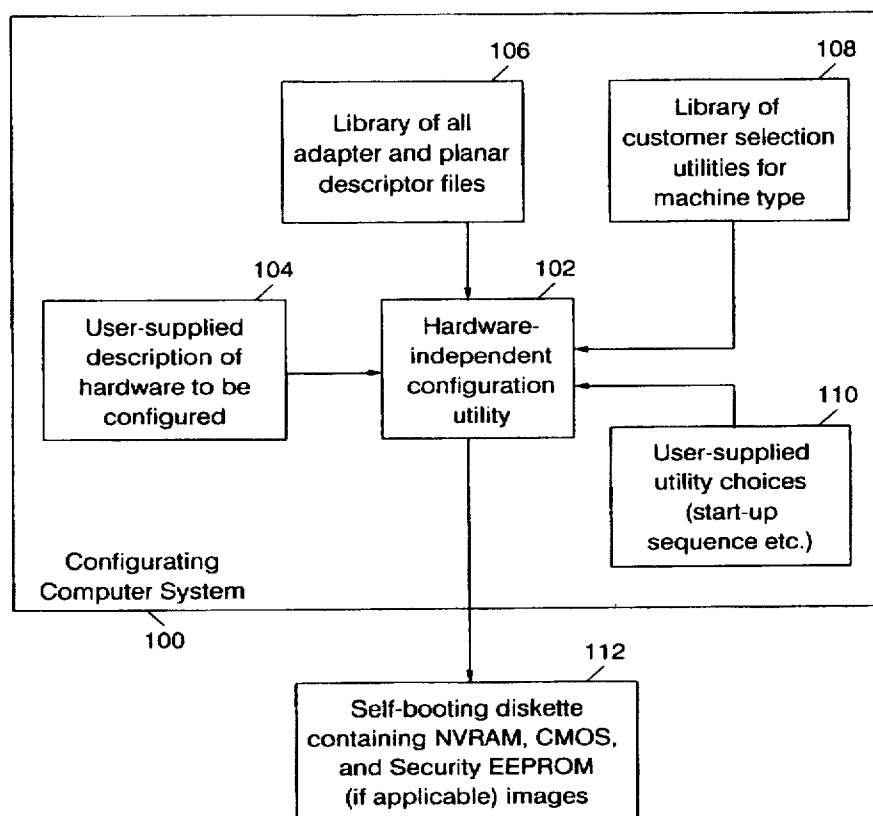 106
Library of all
adapter and planar
descriptor files
108
Library of
customer selection
utilities for
machine type
104
User-supplied
description of
hardware to be
configured
102
Hardware-
independent
configuration
utility
110
User-supplied
utility choices
(start-up
sequence etc.)
Configurating
Computer System
100
112
Self-booting diskette
containing NVRAM, CMOS,
and Security EEPROM
(if applicable) images